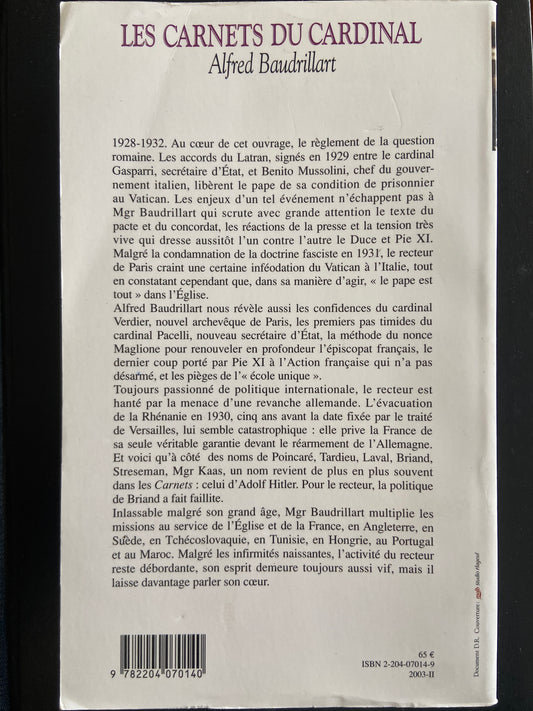 LES CARNETS DU CARDINAL
Alfred Baudrillart
1928-1932. Au cœur de cet ouvrage, le règlement de la question
romaine. Les accords du Latran, signés en 1929 entre le cardinal
Gasparri, secrétaire d'État, et Benito Mussolini, chef du gouver-
nement italien, libèrent le pape de sa condition de prisonnier
au Vatican. Les enjeux d'un tel événement n'échappent pas à
Mgr Baudrillart qui scrute avec grande attention le texte du
pacte et du concordat, les réactions de la presse et la tension très
vive qui dresse aussitôt l'un contre l'autre le Duce et Pie XI.
Malgré la condamnation de la doctrine fasciste en 1931, le recteur
de Paris craint une certaine inféodation du Vatican à l'Italie, tout
en constatant cependant que, dans sa manière d'agir, « le pape est
tout » dans l'Église.
Alfred Baudrillart nous révèle aussi les confidences du cardinal
Verdier, nouvel archevêque de Paris, les premiers pas timides du
cardinal Pacelli, nouveau secrétaire d'État, la méthode du nonce
Maglione pour renouveler en profondeur l'épiscopat français, le
dernier coup porté par Pie XI à l'Action française qui n'a pas
désarmé, et les pièges de l'« école unique ».
Toujours passionné de politique internationale, le recteur est
hanté par la menace d'une revanche allemande. L'évacuation
de la Rhénanie en 1930, cinq ans avant la date fixée par le traité
de Versailles, lui semble catastrophique : elle prive la France de
sa seule véritable garantie devant le réarmement de l'Allemagne.
Et voici qu'à côté des noms de Poincaré, Tardieu, Laval, Briand,
Streseman, Mgr Kaas, un nom revient de plus en plus souvent
dans les Carnets : celui d'Adolf Hitler. Pour le recteur, la politique
de Briand a fait faillite.
Inlassable malgré son grand âge, Mgr Baudrillart multiplie les
missions au service de l'Église et de la France, en Angleterre, en
Suède, en Tchécoslovaquie, en Tunisie, en Hongrie, au Portugal
et au Maroc. Malgré les infirmités naissantes, l'activité du recteur
reste débordante, son esprit demeure toujours aussi vif, mais il
laisse davantage parler son cœur.
9 782204 070140
65 €
ISBN 2-204-07014-9
2003-II
Document D.R. Couverture : studio